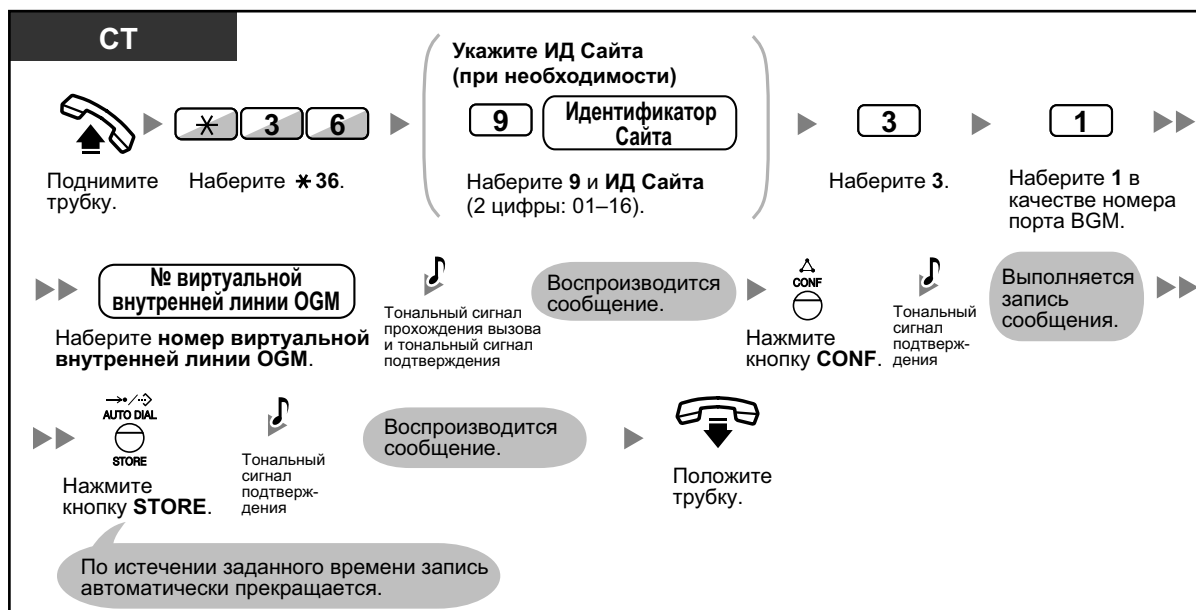 СТ
Укажите ИД Сайта
(при необходимости)
* 3 6
9
Идентификатор
Сайта
3
1
Поднимите
трубку.
Наберите * 36.
Наберите 9 и ИД Сайта
(2 цифры: 01–16).
Наберите 3.
Наберите 1 в
качестве номера
порта BGM.
№ виртуальной
внутренней линии OGM
Наберите номер виртуальной
внутренней линии OGM.
Тональный сигнал
прохождения вызова
и тональный сигнал
подтверждения
Воспроизводится
сообщение.
CONF
Нажмите
кнопку CONF.
Тональный
сигнал
подтверж-
дения
Выполняется
запись
сообщения.
AUTO DIAL
STORE
Нажмите
кнопку STORE.
Тональный
сигнал
подтверж-
дения
Воспроизводится
сообщение.
Положите
трубку.
По истечении заданного времени запись
автоматически прекращается.